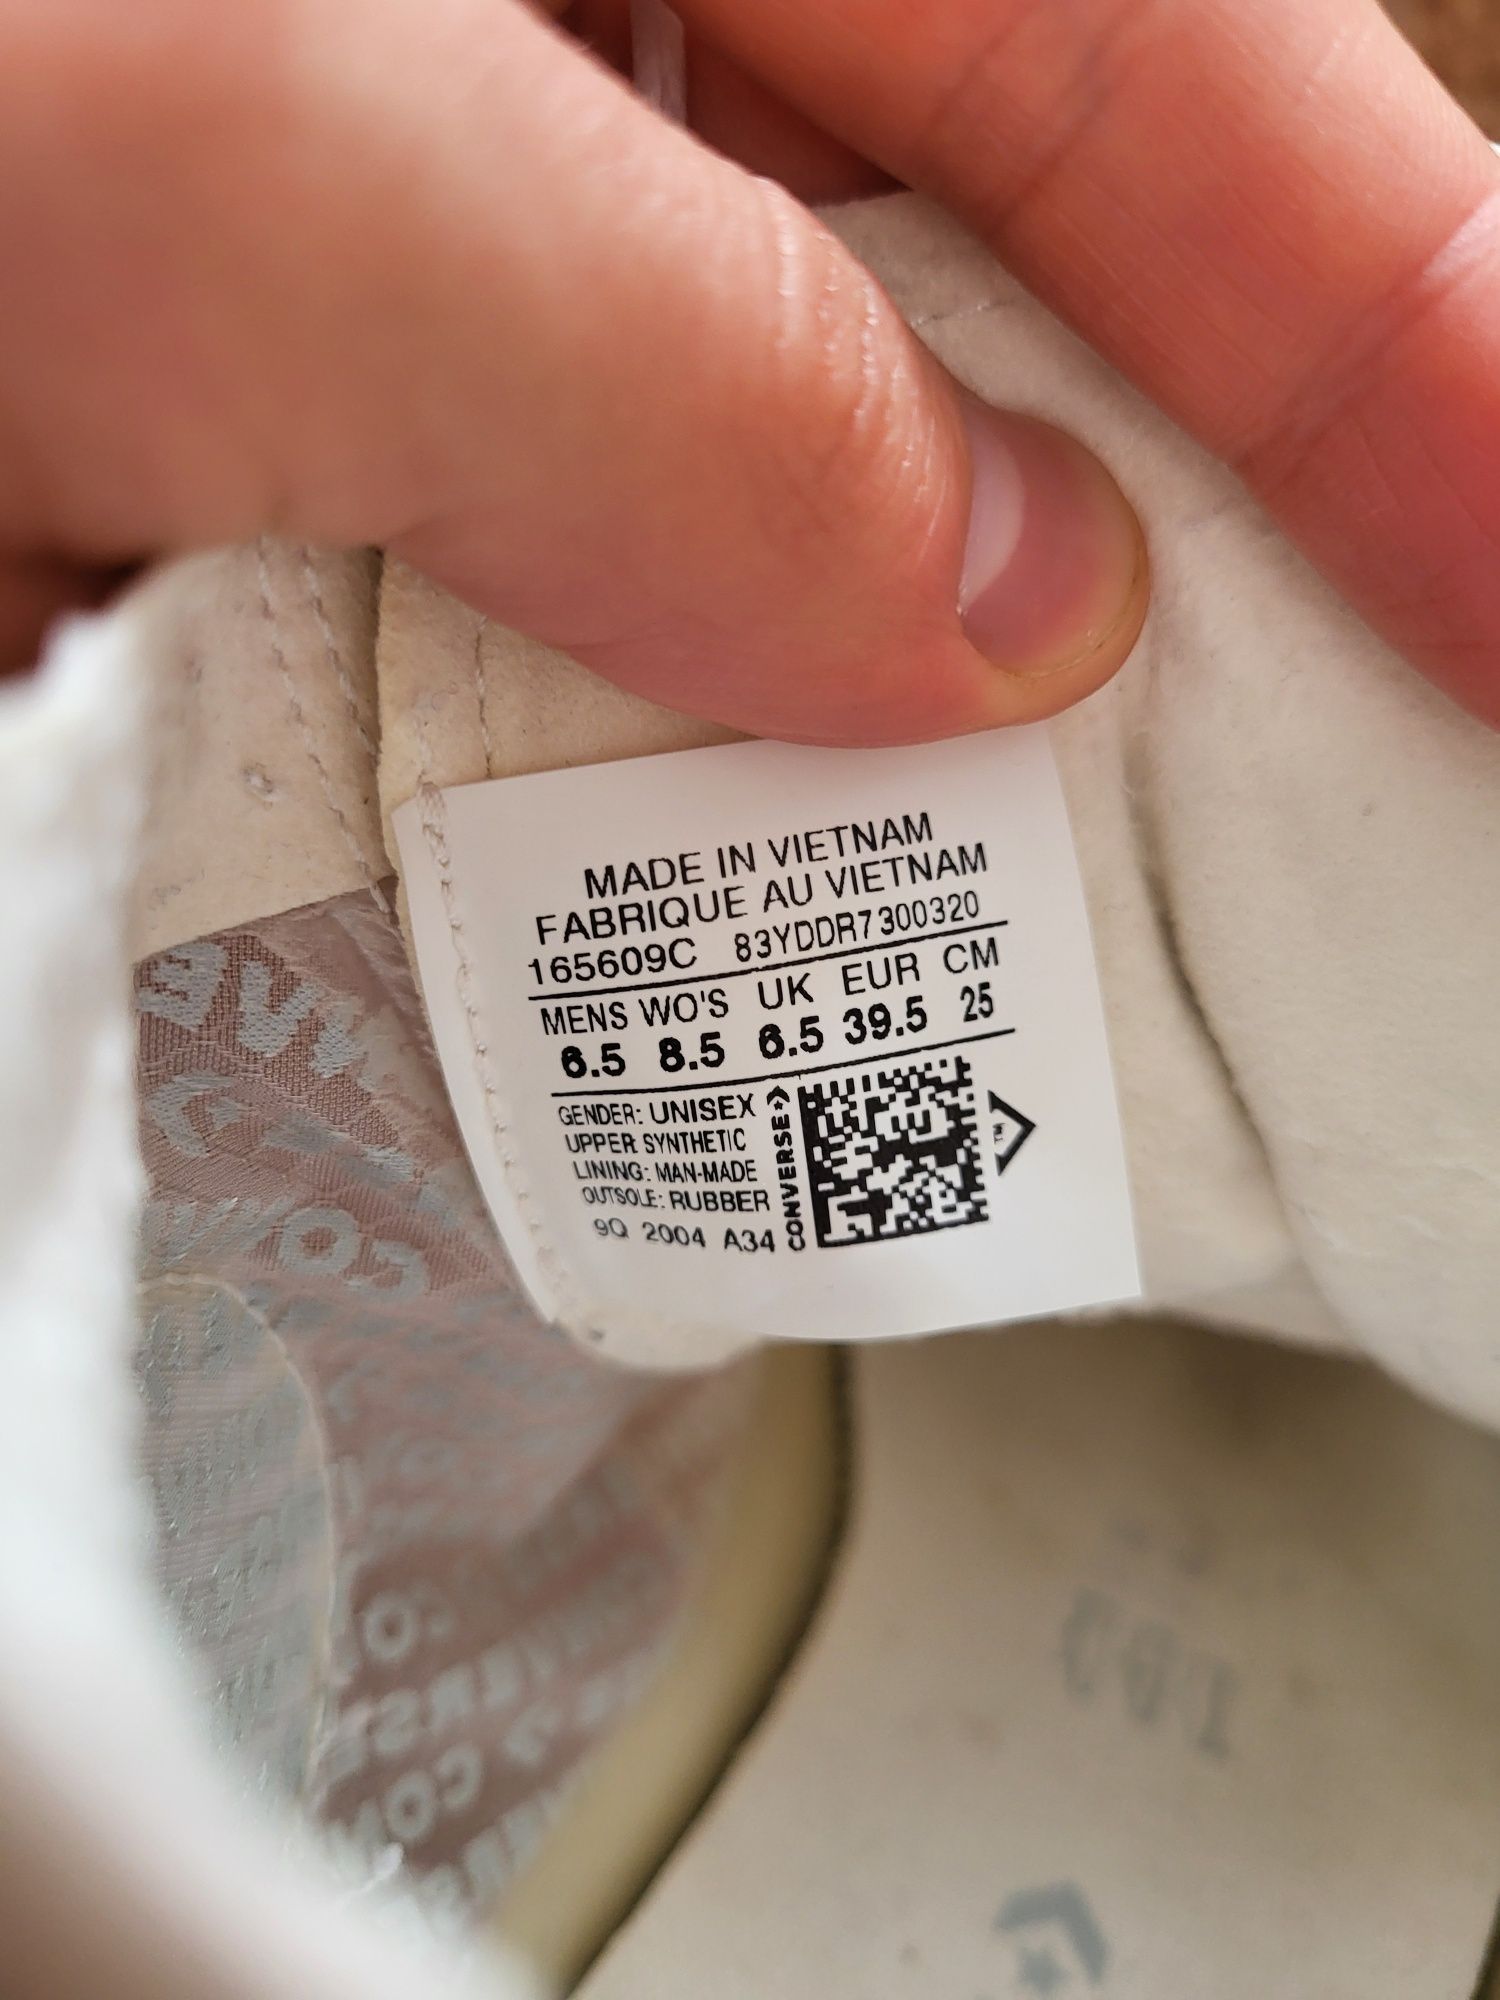 MADE IN VIETNAM
FABRIQUE AU VIETNAM
165609C 83YDDR7300320
MENS WO'S UK EUR CM
6.5 8.5 6.5 39.5 25
GENDER: UNISEX
UPPER SYNTHETIC
LINING: MAN-MADE
OUTSOLE: RUBBER
9Q 2004 A34
CONVERSE
TM